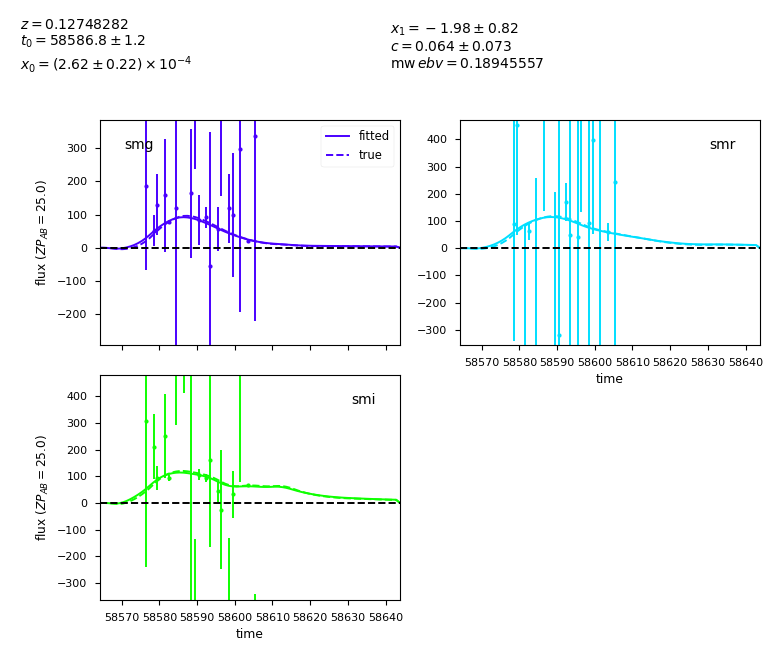 z = 0.12748282
t₀ = 58586.8 ± 1.2
x₀ = (2.62 ± 0.22) × 10⁻⁴
x₁ = −1.98 ± 0.82
c = 0.064 ± 0.073
mw ebv = 0.18945557
smg
fitted
true
300
200
100
0
−100
−200
flux (ZP_AB = 25.0)
smr
400
300
200
100
0
−100
−200
−300
58570 58580 58590 58600 58610 58620 58630 58640
time
smi
400
300
200
100
0
−100
−200
−300
flux (ZP_AB = 25.0)
58570 58580 58590 58600 58610 58620 58630 58640
time